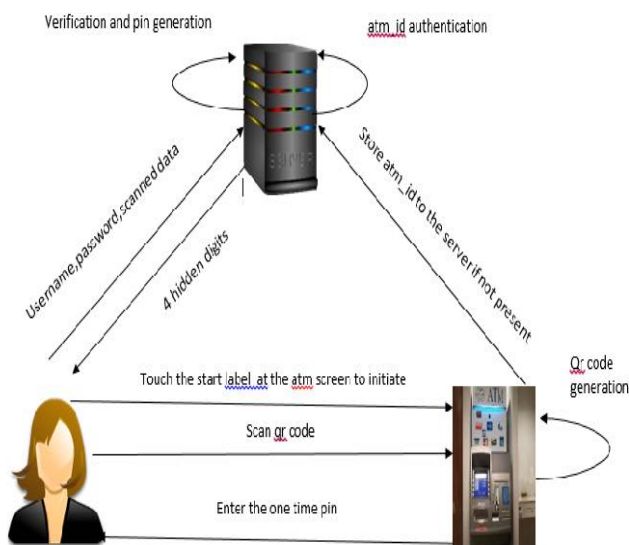 Verification and pin generation
atm_id authentication
Username,password,scanned data
4 hidden digits
Store atm_id to the server if not present
Touch the start label at the atm screen to initiate
Qr code
generation
Scan qr code
Enter the one time pin
ATM